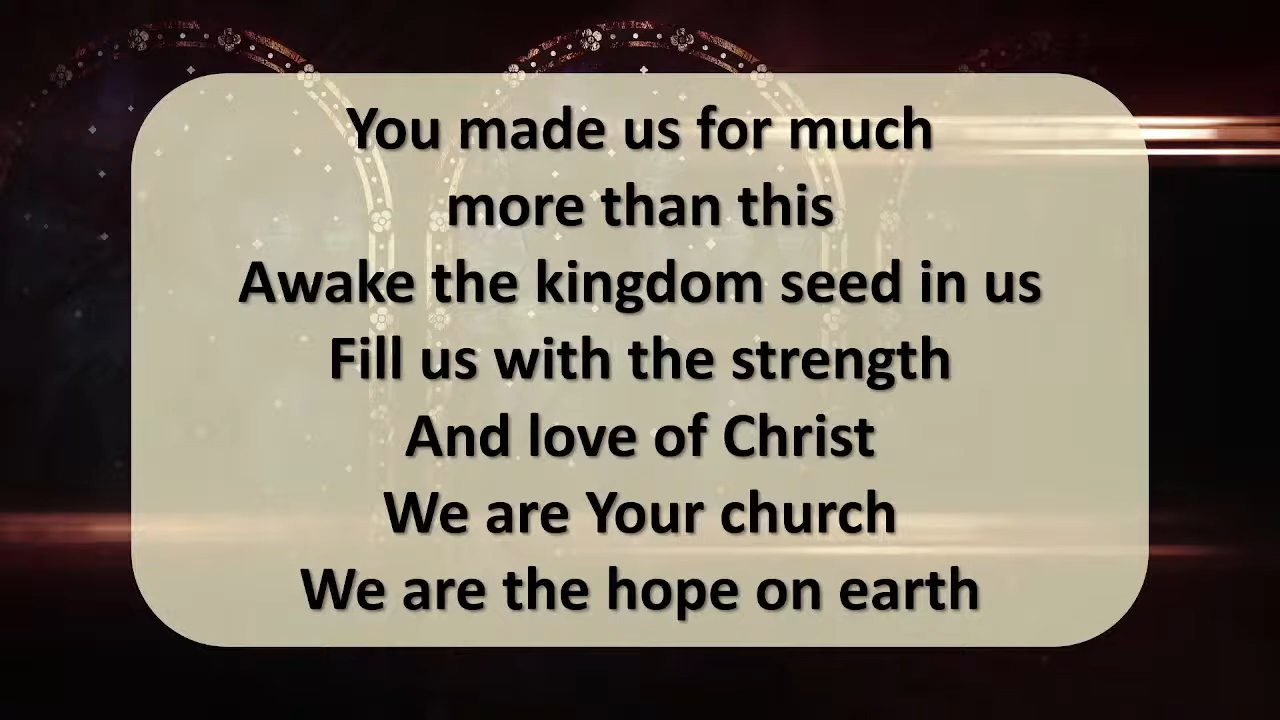 You made us for much
more than this
Awake the kingdom seed in us
Fill us with the strength
And love of Christ
We are Your church
We are the hope on earth